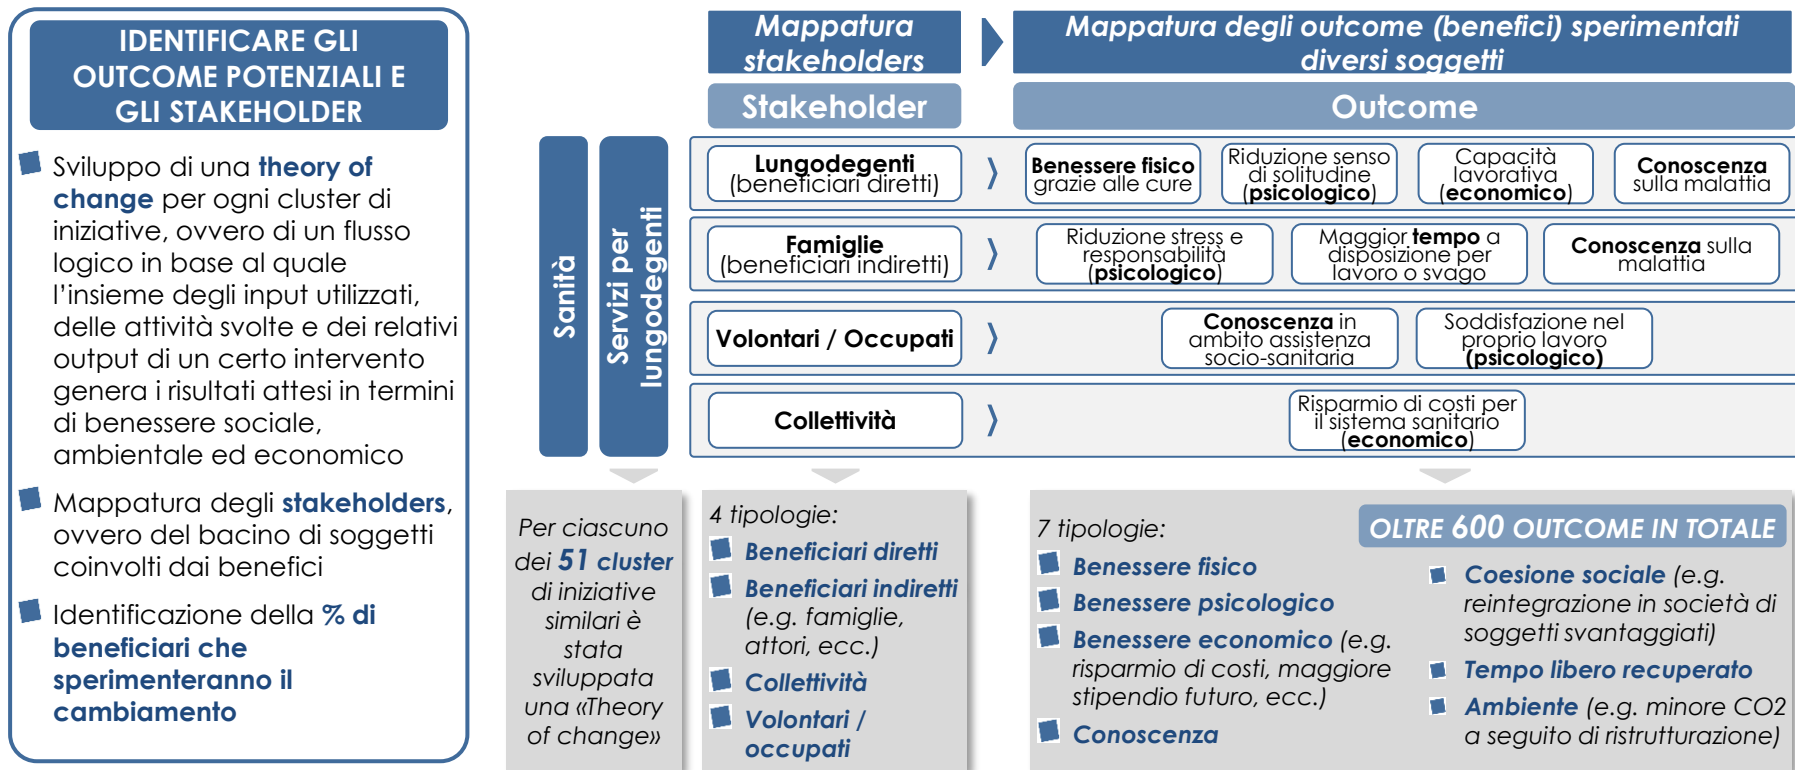 IDENTIFICARE GLI
OUTCOME POTENZIALI E
GLI STAKEHOLDER
Sviluppo di una theory of
change per ogni cluster di
iniziative, ovvero di un flusso
logico in base al quale
l’insieme degli input utilizzati,
delle attività svolte e dei relativi
output di un certo intervento
genera i risultati attesi in termini
di benessere sociale,
ambientale ed economico
Mappatura degli stakeholders,
ovvero del bacino di soggetti
coinvolti dai benefici
Identificazione della % di
beneficiari che
sperimenteranno il
cambiamento
Mappatura
stakeholders
Mappatura degli outcome (benefici) sperimentati
diversi soggetti
Stakeholder
Outcome
Sanità
Servizi per
lungodegenti
Lungodegenti
(beneficiari diretti)
Benessere fisico
grazie alle cure
Riduzione senso
di solitudine
(psicologico)
Capacità
lavorativa
(economico)
Conoscenza
sulla malattia
Famiglie
(beneficiari indiretti)
Riduzione stress e
responsabilità
(psicologico)
Maggior tempo a
disposizione per
lavoro o svago
Conoscenza sulla
malattia
Volontari / Occupati
Conoscenza in
ambito assistenza
socio-sanitaria
Soddisfazione nel
proprio lavoro
(psicologico)
Collettività
Risparmio di costi per
il sistema sanitario
(economico)
Per ciascuno
dei 51 cluster
di iniziative
similari è
stata
sviluppata
una «Theory
of change»
4 tipologie:
Beneficiari diretti
Beneficiari indiretti
(e.g. famiglie,
attori, ecc.)
Collettività
Volontari /
occupati
7 tipologie:
Benessere fisico
Benessere psicologico
Benessere economico (e.g.
risparmio di costi, maggiore
stipendio futuro, ecc.)
Conoscenza
OLTRE 600 OUTCOME IN TOTALE
Coesione sociale (e.g.
reintegrazione in società di
soggetti svantaggiati)
Tempo libero recuperato
Ambiente (e.g. minore CO2
a seguito di ristrutturazione)